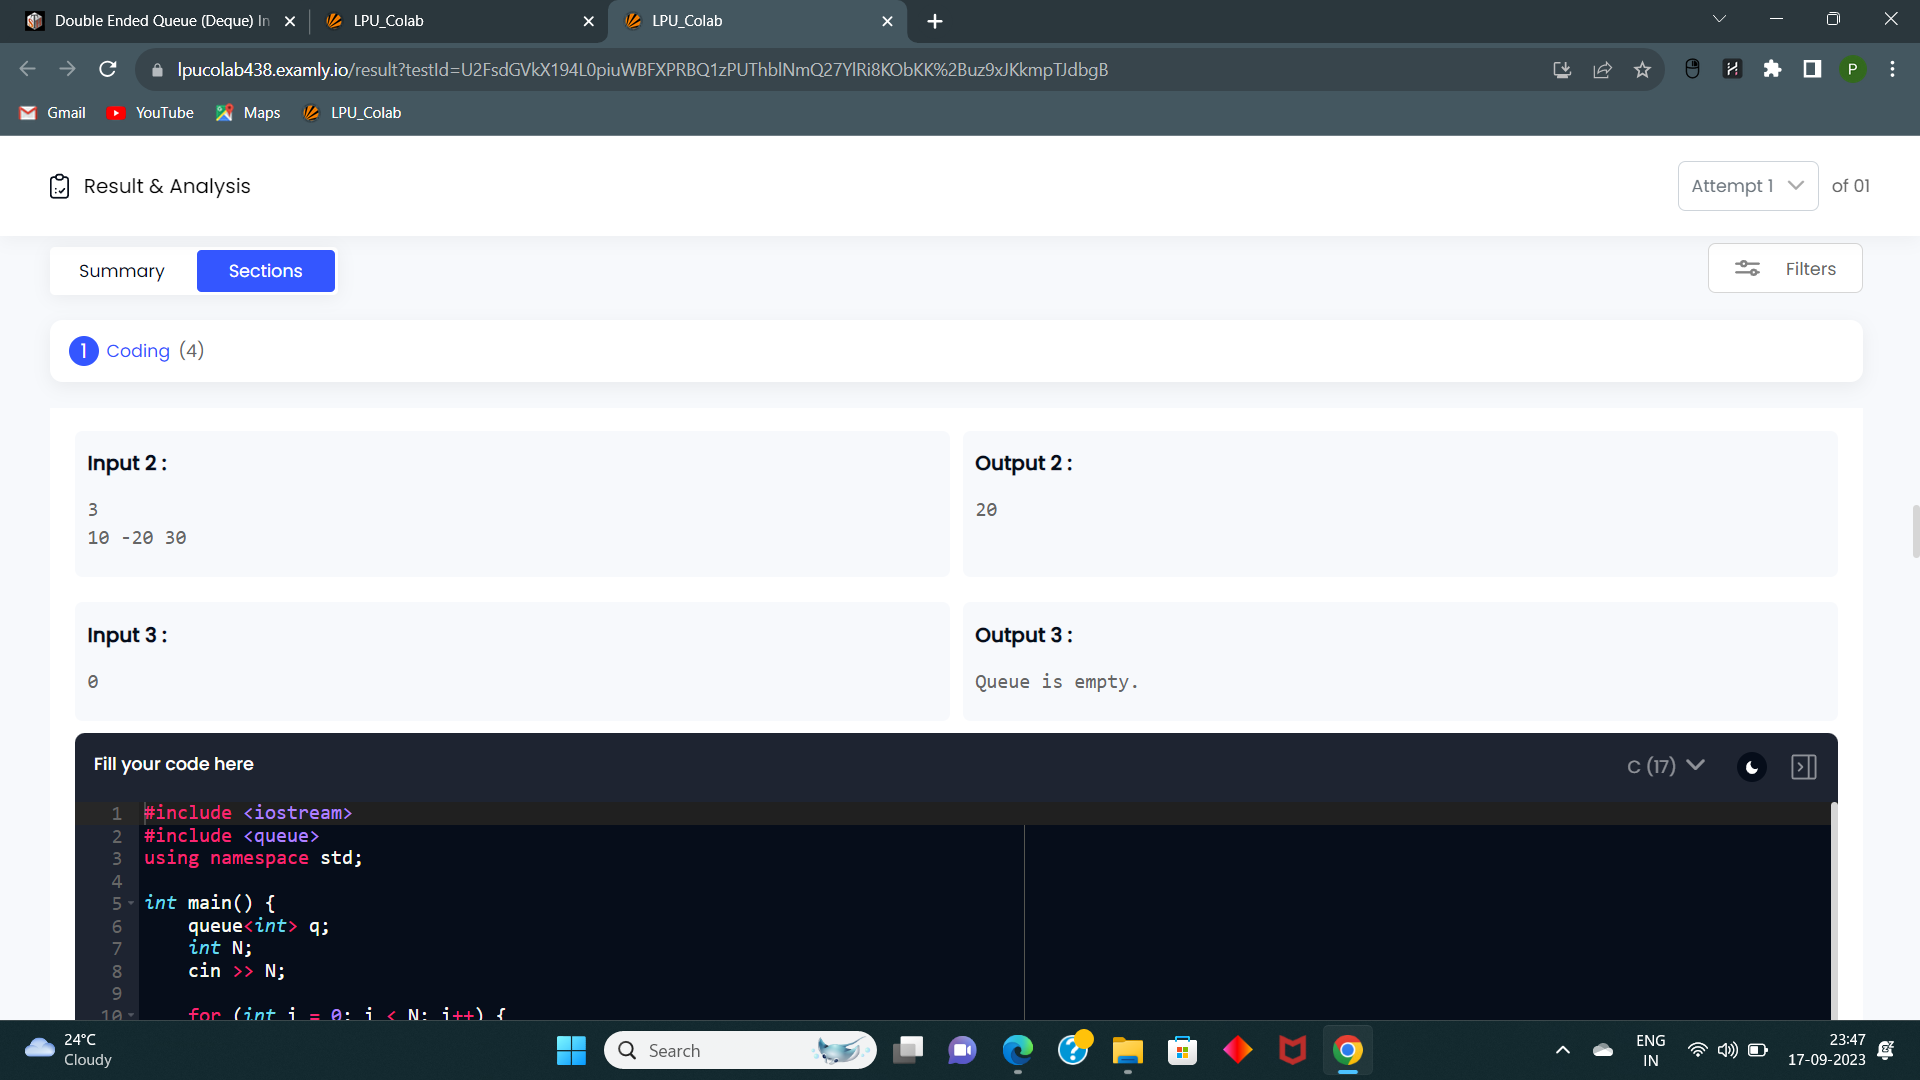 Double Ended Queue (Deque) In
LPU_Colab
LPU_Colab
lpucolab438.examly.io/result?testId=U2FsdGVkX194L0piuWBFXPRBQ1zPUThblNmQ27YlRi8KObKK%2Buz9xJKkmpTJdbgB
P
Gmail
YouTube
Maps
LPU_Colab
Result & Analysis
Attempt 1
of 01
Summary
Sections
Filters
1 Coding (4)
Input 2 :
3
10 -20 30
Output 2 :
20
Input 3 :
0
Output 3 :
Queue is empty.
Fill your code here
C (17)
1 #include <iostream>
2 #include <queue>
3 using namespace std;
4
5 int main() {
6 queue<int> q;
7 int N;
8 cin >> N;
9
10 for (int i = 0; i < N; i++) {
24°C
Cloudy
Search
ENG
IN
23:47
17-09-2023